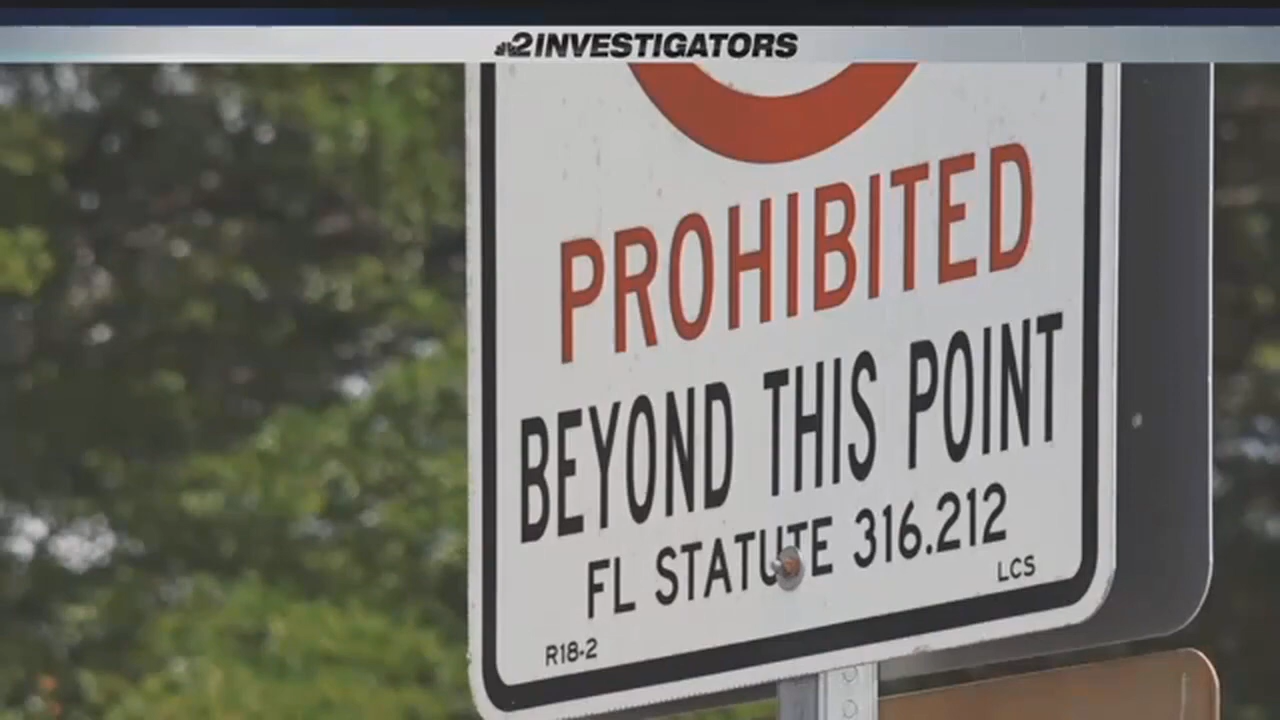 2INVESTIGATORS
PROHIBITED
BEYOND THIS POINT
FL STATUTE 316.212
LCS
R18-2